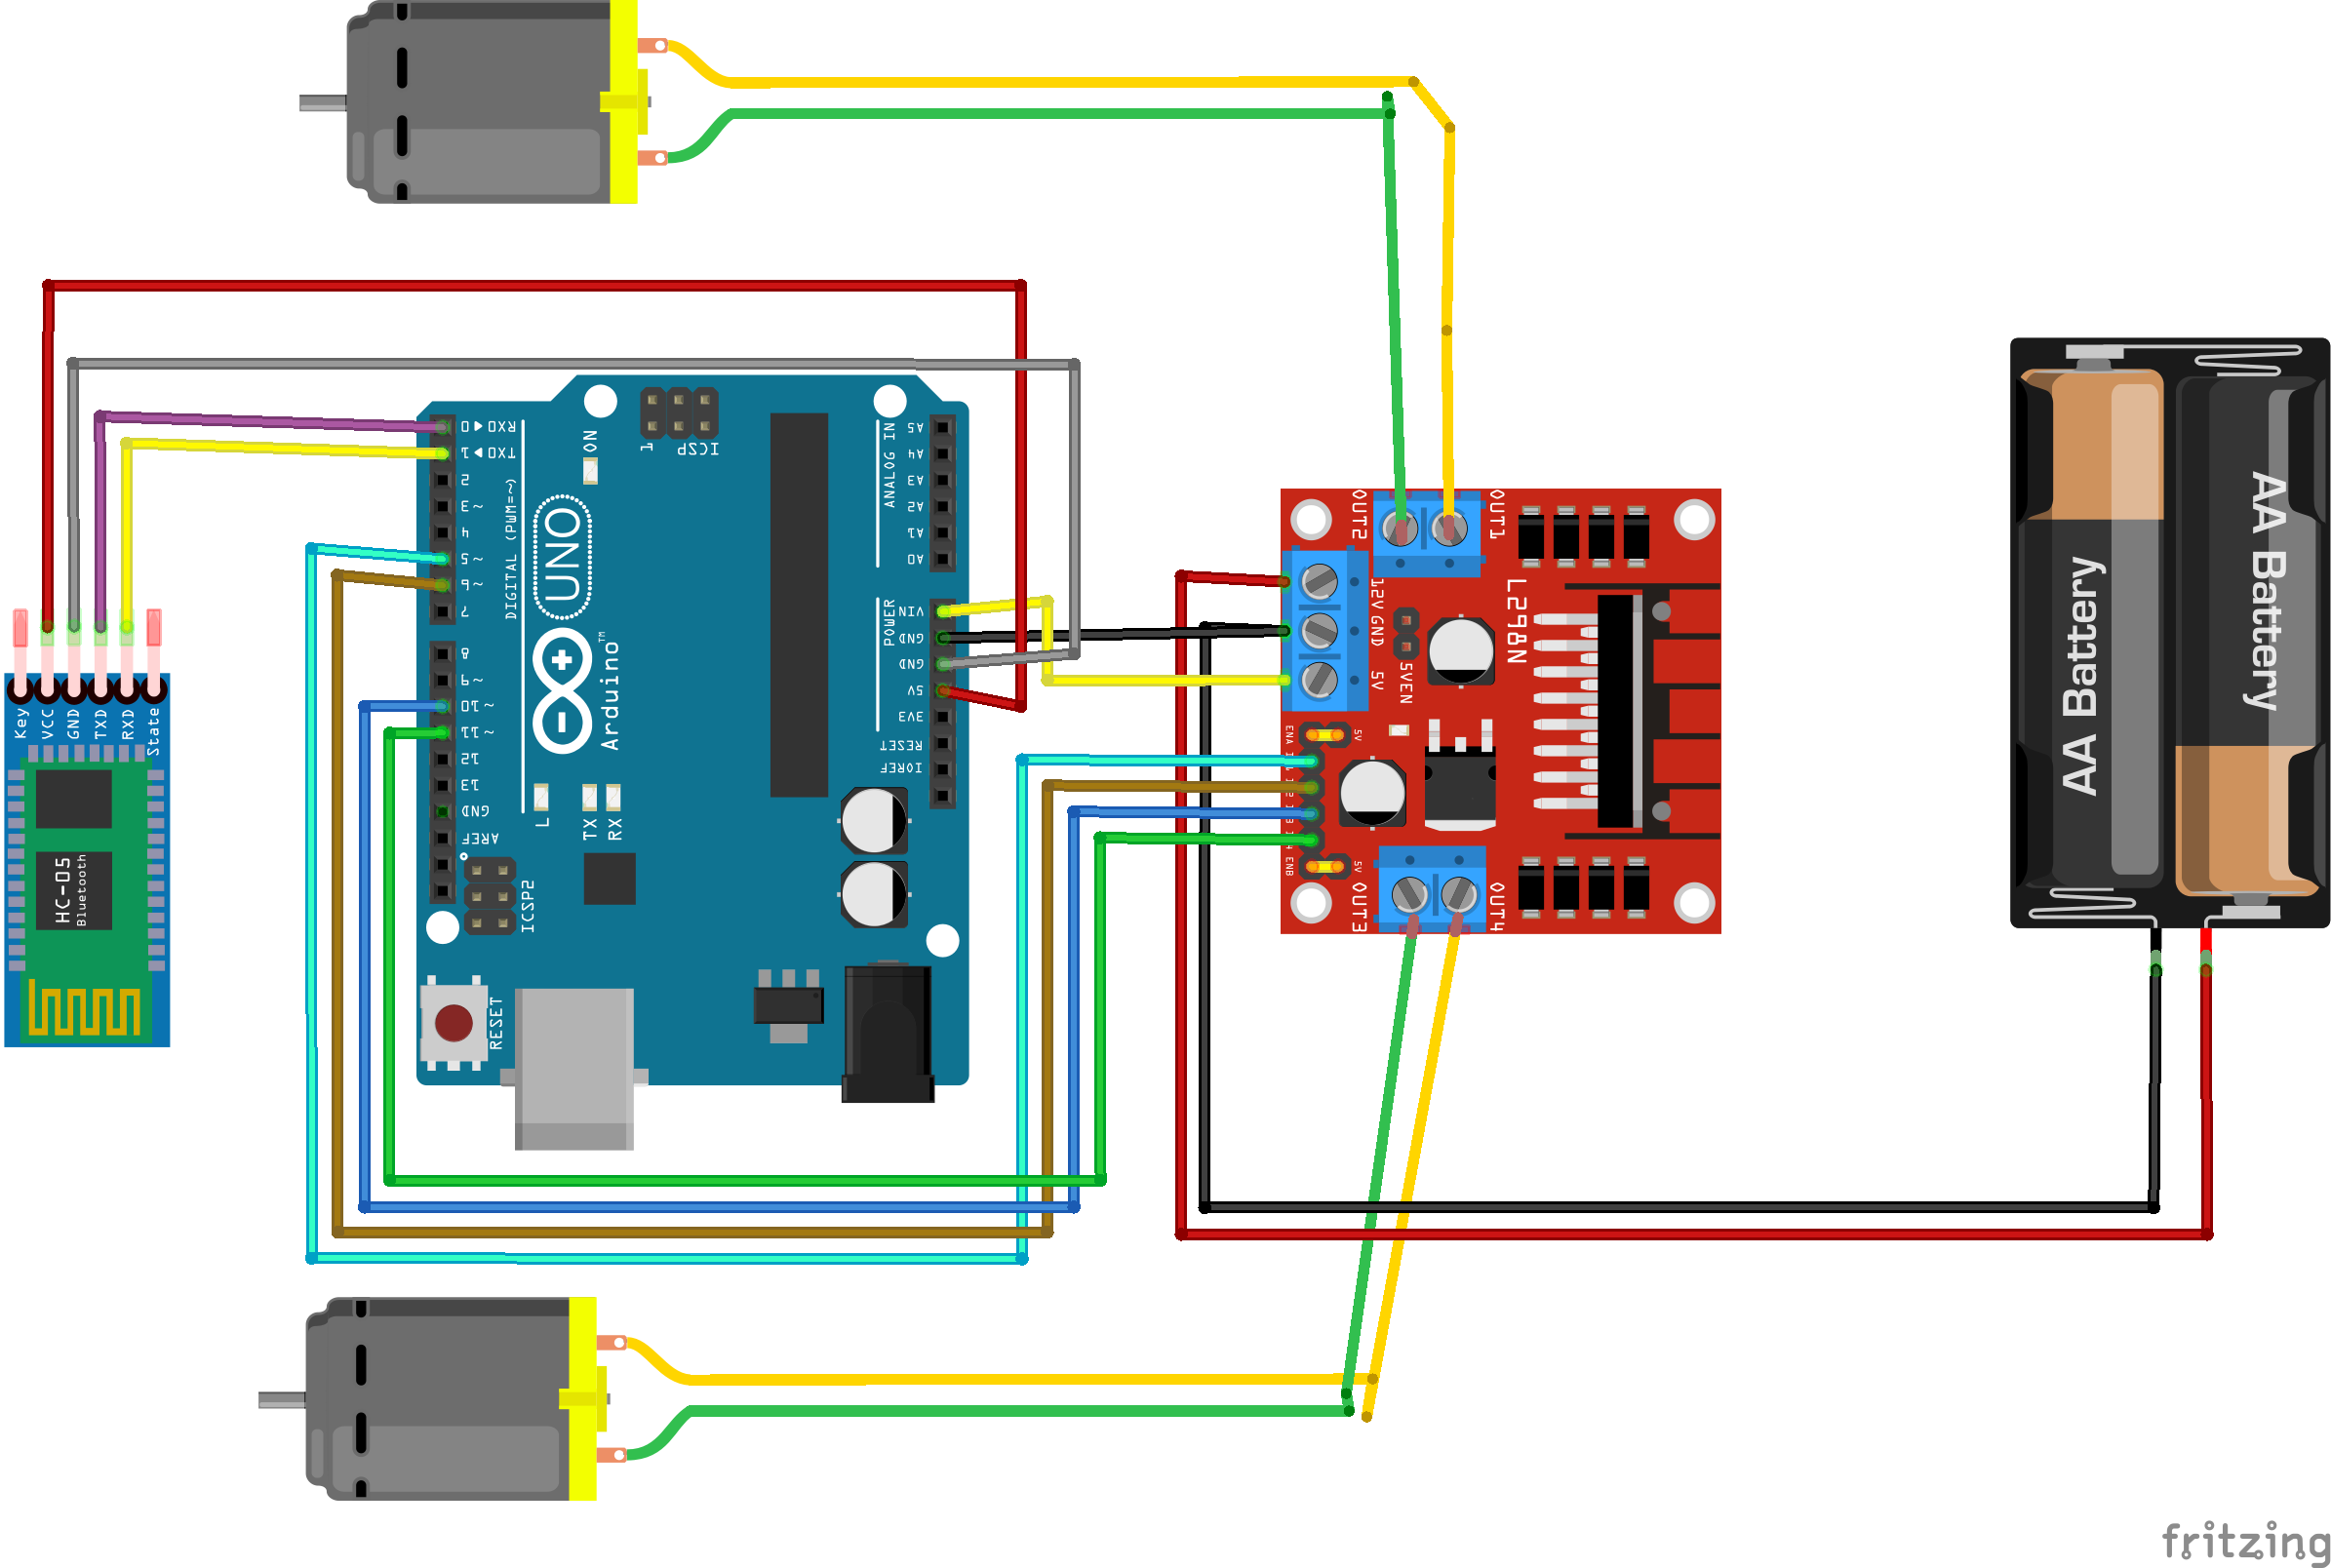 Key
VCC
GND
TXD
RXD
State
HC-05
Bluetooth
RX0◄0
TX0►1
2
~3
4
~5
~6
7
8
~9
~10
~11
12
13
GND
AREF
DIGITAL (PWM=~)
ON
1
ICSP
UNO
Arduino
TM
L
TX
RX
ICSP2
RESET
ANALOG IN
A5
A4
A3
A2
A1
A0
POWER
VIN
GND
GND
5V
3V3
RESET
IOREF
OUT2
OUT1
12V
GND
5V
5VEN
L298N
ENA
5V
ENB
5V
OUT3
OUT4
AA Battery
AA Battery
fritzing